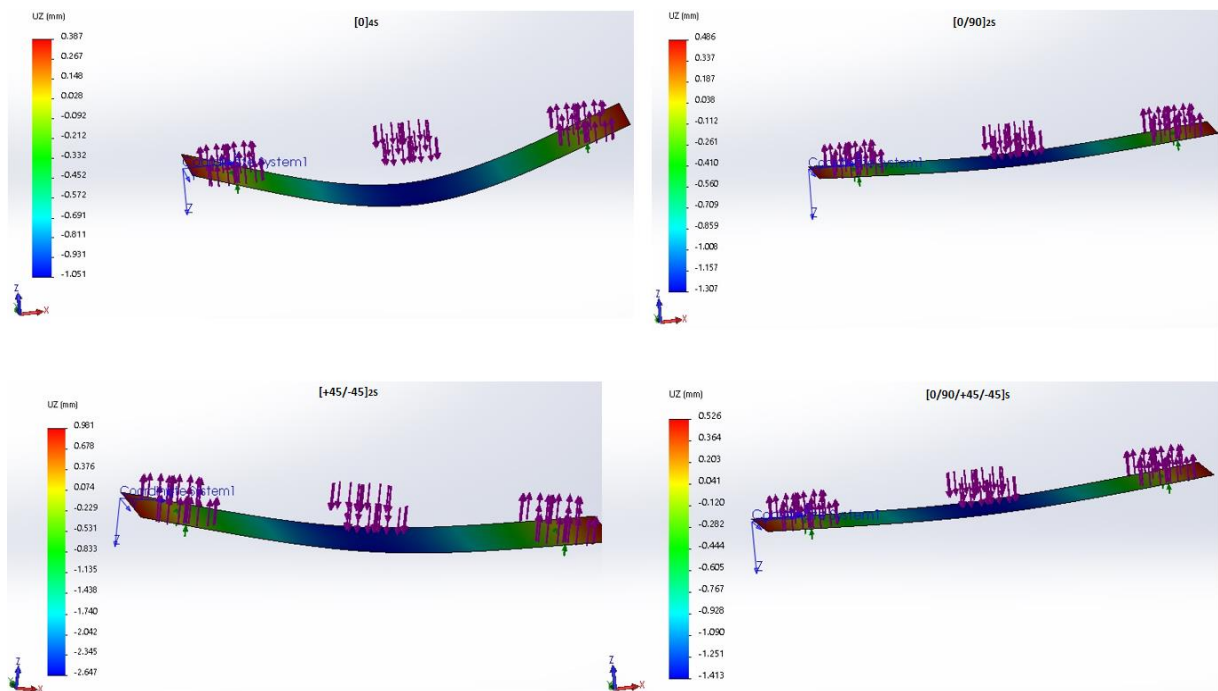 UZ (mm)
[0]4S
0.387
0.267
0.148
0.028
-0.092
-0.212
-0.332
-0.452
-0.572
-0.691
-0.811
-0.931
-1.051
Coordinate System1
Z
Z
X
UZ (mm)
[0/90]2S
0.486
0.337
0.187
0.038
-0.112
-0.261
-0.410
-0.560
-0.709
-0.859
-1.008
-1.157
-1.307
Coordinate System1
Z
Z
X
UZ (mm)
[+45/-45]2S
0.981
0.678
0.376
0.074
-0.229
-0.531
-0.833
-1.135
-1.438
-1.740
-2.042
-2.345
-2.647
Coordinate System1
Z
Z
X
UZ (mm)
[0/90/+45/-45]S
0.526
0.364
0.203
0.041
-0.120
-0.282
-0.444
-0.605
-0.767
-0.928
-1.090
-1.251
-1.413
Coordinate System1
Z
Z
X